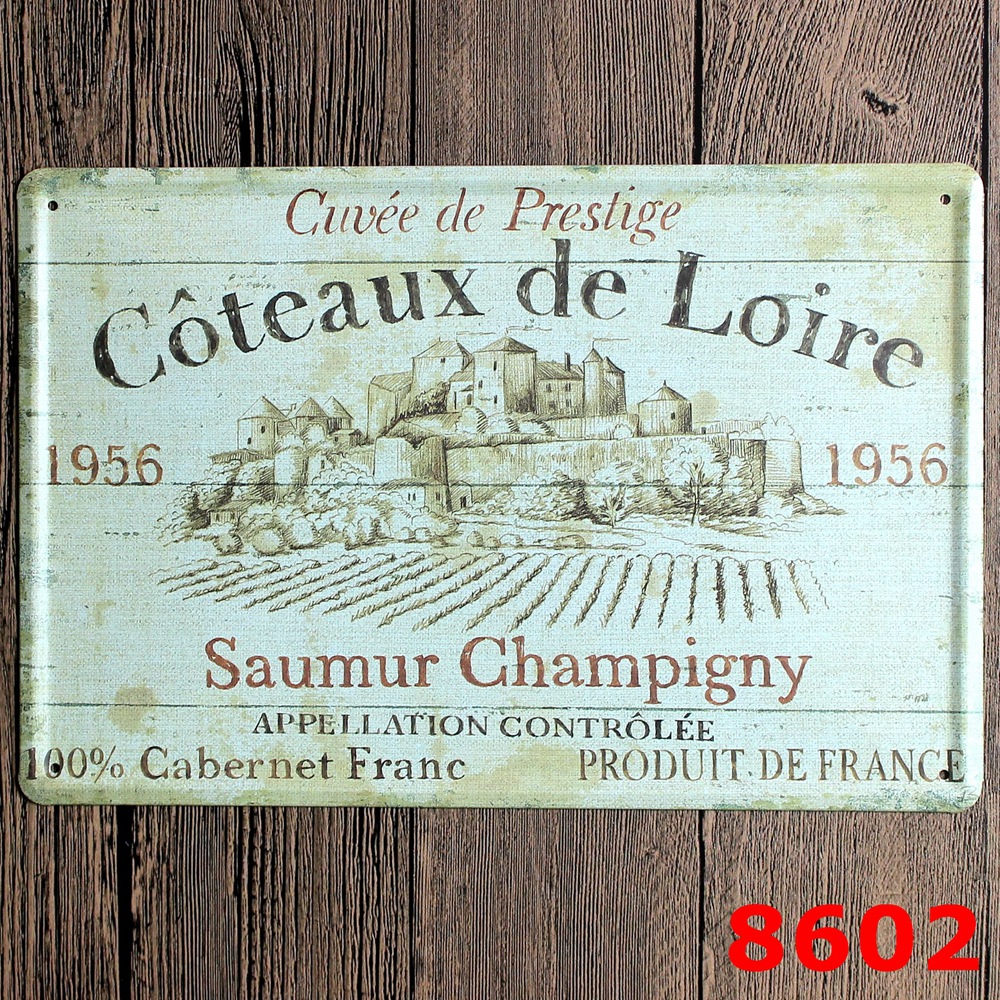 Cuvée de Prestige
Côteaux de Loire
1956 1956
Saumur Champigny
APPELLATION CONTRÔLÉE
100% Cabernet Franc PRODUIT DE FRANCE
8602